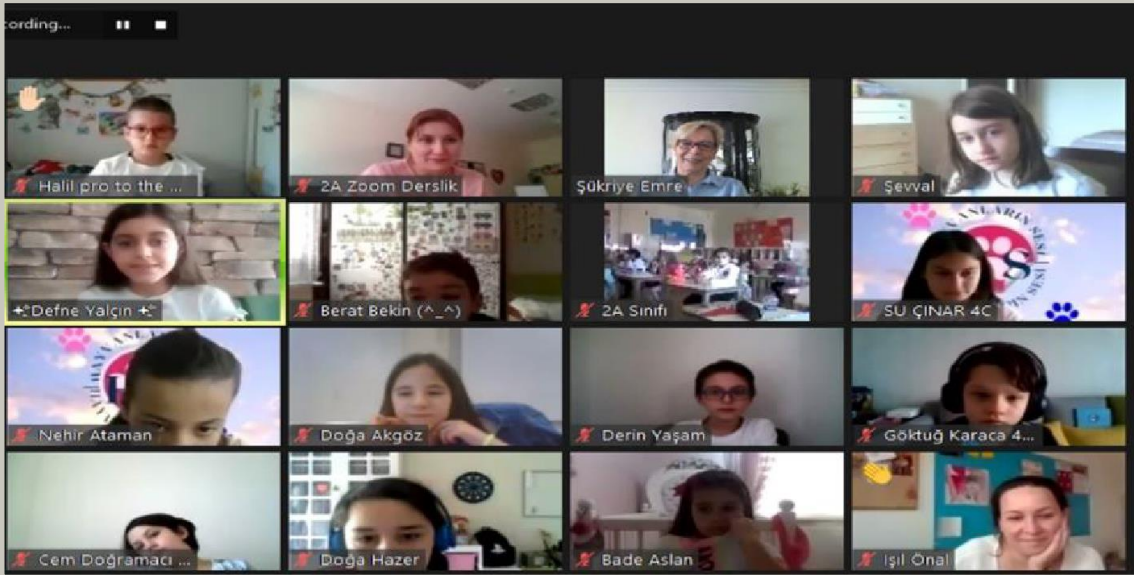 cording...
Halil pro to the ...
2A Zoom Derslik
Şükriye Emre
Şevval
Defne Yalçın
Berat Bekin (^_^)
2A Sınıfı
SU ÇINAR 4C
Nehir Ataman
Doğa Akgöz
Derin Yaşam
Göktuğ Karaca 4...
Cem Doğramacı ...
Doğa Hazer
Bade Aslan
Işıl Önal